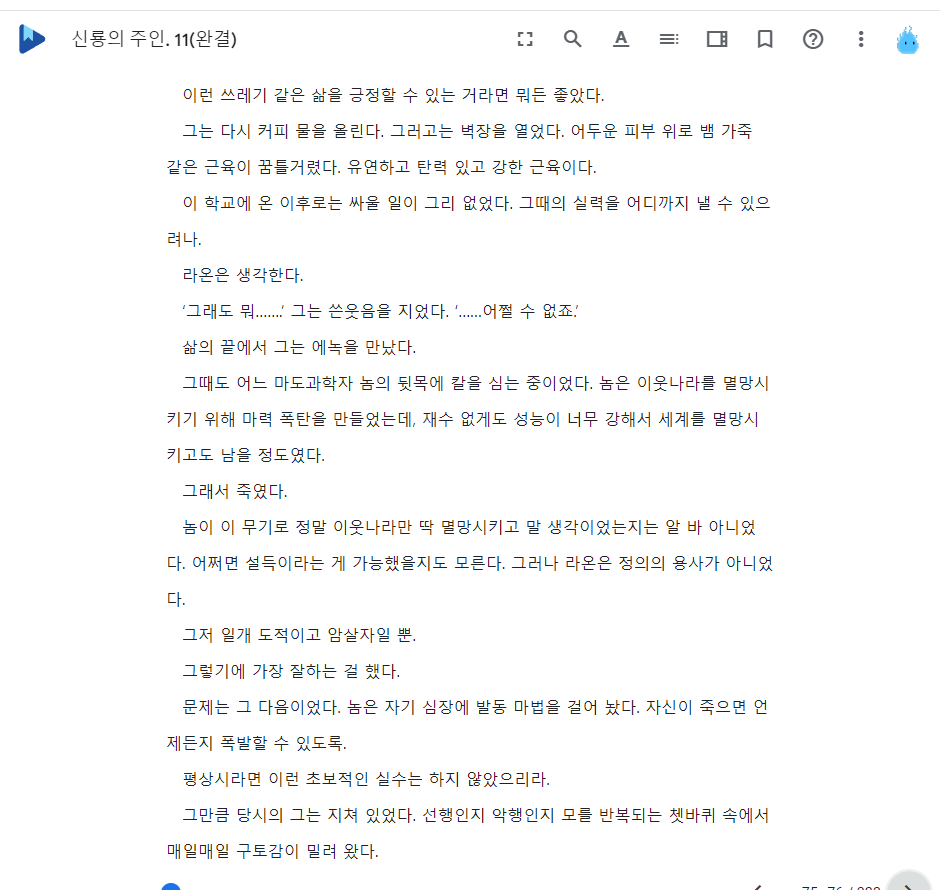 신룡의 주인. 11(완결)
이런 쓰레기 같은 삶을 긍정할 수 있는 거라면 뭐든 좋았다.
그는 다시 커피 물을 올린다. 그러고는 벽장을 열었다. 어두운 피부 위로 뱀 가죽
같은 근육이 꿈틀거렸다. 유연하고 탄력 있고 강한 근육이다.
이 학교에 온 이후로는 싸울 일이 그리 없었다. 그때의 실력을 어디까지 낼 수 있으
려나.
라온은 생각한다.
‘그래도 뭐……’ 그는 쓴웃음을 지었다. ‘……어쩔 수 없죠.’
삶의 끝에서 그는 에녹을 만났다.
그때도 어느 마도과학자 놈의 뒷목에 칼을 심는 중이었다. 놈은 이웃나라를 멸망시
키기 위해 마력 폭탄을 만들었는데, 재수 없게도 성능이 너무 강해서 세계를 멸망시
키고도 남을 정도였다.
그래서 죽였다.
놈이 이 무기로 정말 이웃나라만 딱 멸망시키고 말 생각이었는지는 알 바 아니었
다. 어쩌면 설득이라는 게 가능했을지도 모른다. 그러나 라온은 정의의 용사가 아니었
다.
그저 일개 도적이고 암살자일 뿐.
그렇기에 가장 잘하는 걸 했다.
문제는 그 다음이었다. 놈은 자기 심장에 발동 마법을 걸어 놨다. 자신이 죽으면 언
제든지 폭발할 수 있도록.
평상시라면 이런 초보적인 실수는 하지 않았으리라.
그만큼 당시의 그는 지쳐 있었다. 선행인지 악행인지 모를 반복되는 쳇바퀴 속에서
매일매일 구토감이 밀려 왔다.